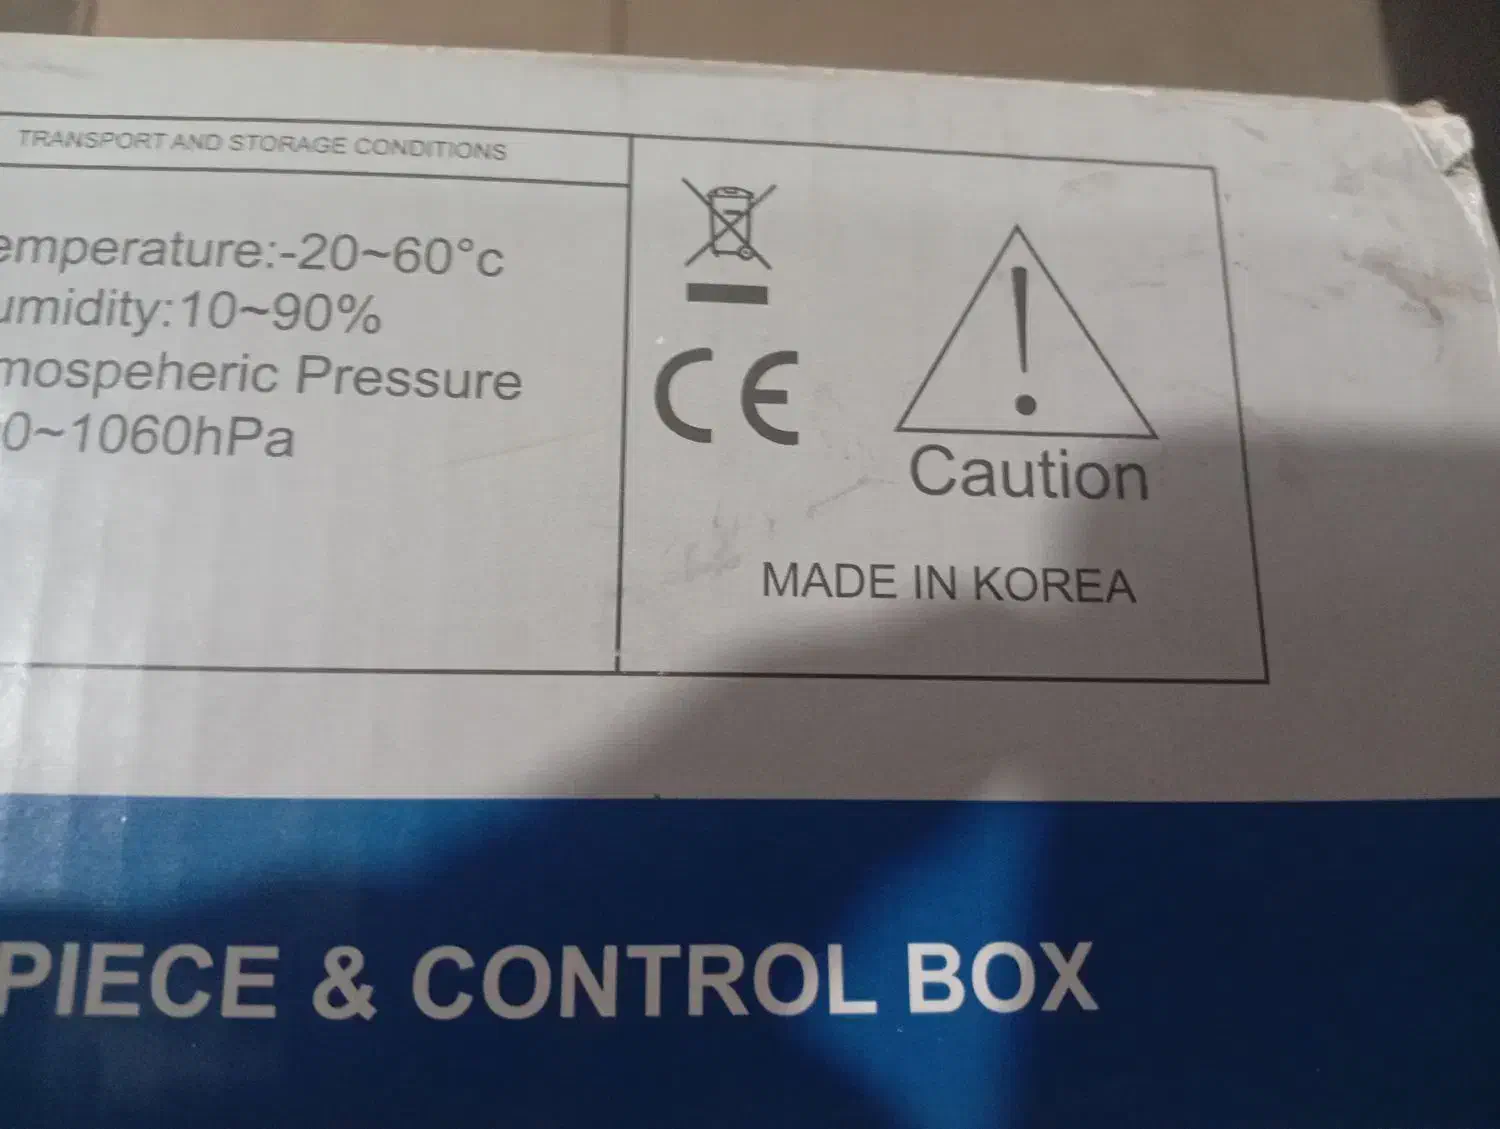 TRANSPORT AND STORAGE CONDITIONS
emperature:-20~60°c
umidity:10~90%
mospeheric Pressure
0~1060hPa
CE
!
Caution
MADE IN KOREA
PIECE & CONTROL BOX